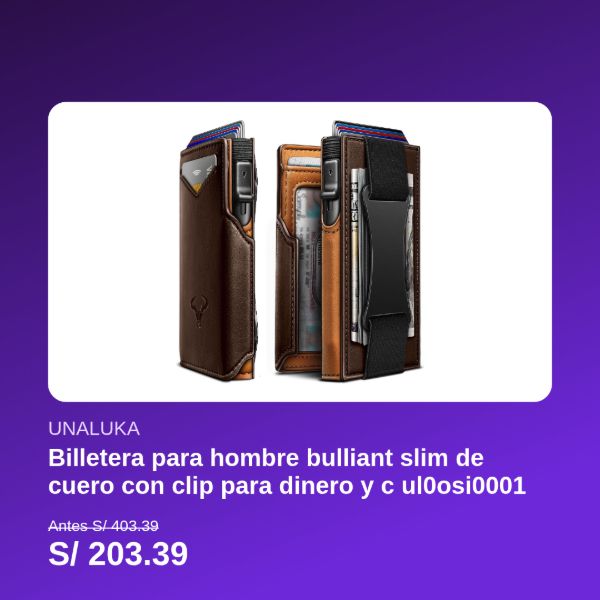 UNALUKA
Billetera para hombre bulliant slim de
cuero con clip para dinero y c ul0osi0001
Antes S/ 403.39
S/ 203.39